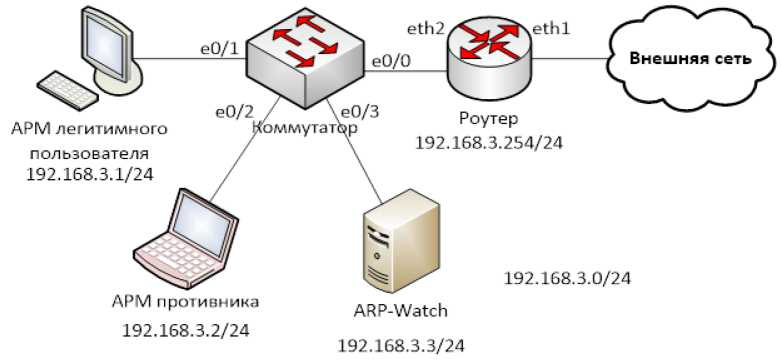 eth2
eth1
e0/1
e0/0
Внешняя сеть
e0/2
e0/3
Коммутатор
АРМ легитимного
пользователя
192.168.3.1/24
Роутер
192.168.3.254/24
АРМ противника
192.168.3.2/24
ARP-Watch
192.168.3.3/24
192.168.3.0/24